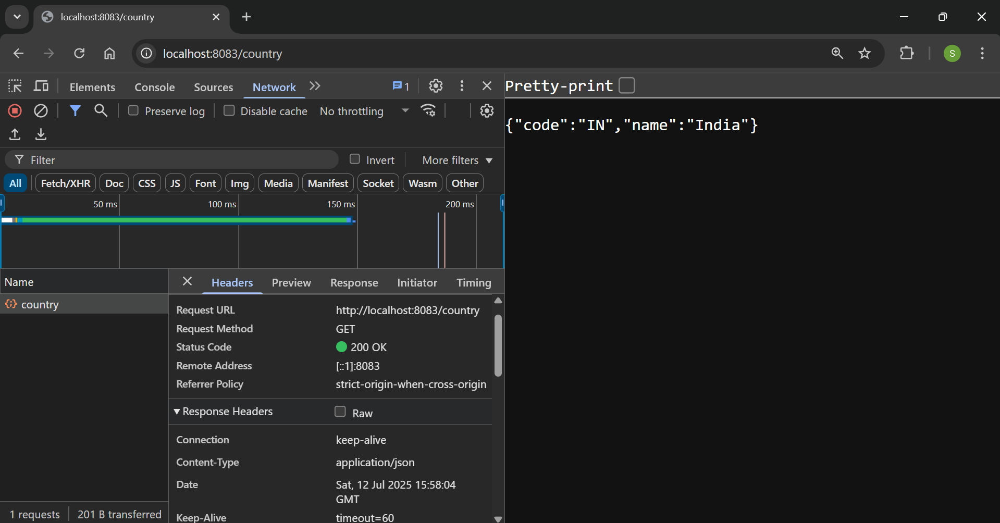 localhost:8083/country
localhost:8083/country
S
Elements Console Sources Network 1
Preserve log Disable cache No throttling
Filter Invert More filters
All Fetch/XHR Doc CSS JS Font Img Media Manifest Socket Wasm Other
50 ms 100 ms 150 ms 200 ms
Name
country
1 requests 201 B transferred
Headers Preview Response Initiator Timing
Request URL http://localhost:8083/country
Request Method GET
Status Code 200 OK
Remote Address [::1]:8083
Referrer Policy strict-origin-when-cross-origin
Response Headers Raw
Connection keep-alive
Content-Type application/json
Date Sat, 12 Jul 2025 15:58:04
GMT
Keep-Alive timeout=60
Pretty-print
{"code":"IN","name":"India"}